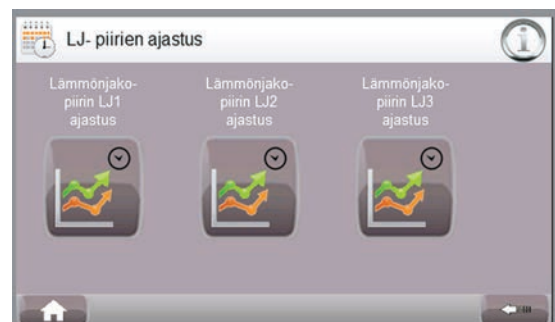 LJ- piirien ajastus
Lämmönjako-
piirin LJ1
ajastus
Lämmönjako-
piirin LJ2
ajastus
Lämmönjako-
piirin LJ3
ajastus